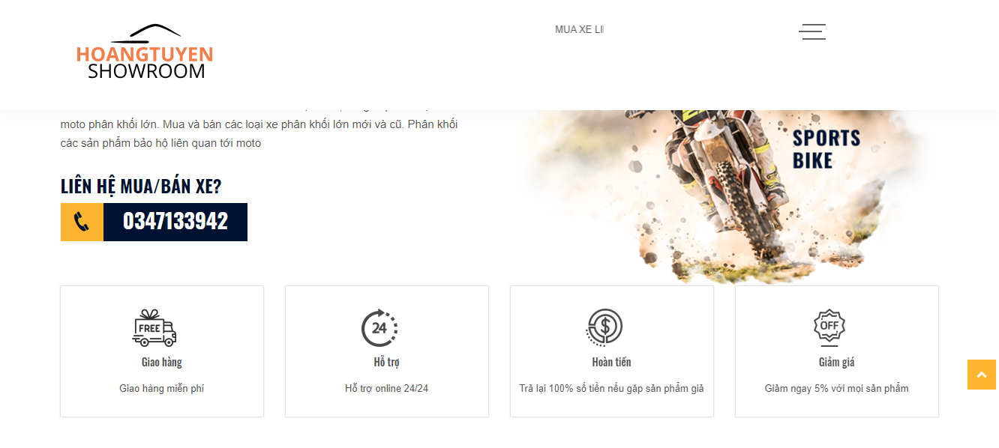 HOANGTUYEN
SHOWROOM
MUA XE LI
moto phân khối lớn. Mua và bán các loại xe phân khối lớn mới và cũ. Phân khối
các sản phẩm bảo hộ liên quan tới moto
SPORTS
BIKE
LIÊN HỆ MUA/BÁN XE?
0347133942
FREE
Giao hàng
Giao hàng miễn phí
24
Hỗ trợ
Hỗ trợ online 24/24
$
Hoàn tiền
Trả lại 100% số tiền nếu gặp sản phẩm giả
OFF
Giảm giá
Giảm ngay 5% với mọi sản phẩm